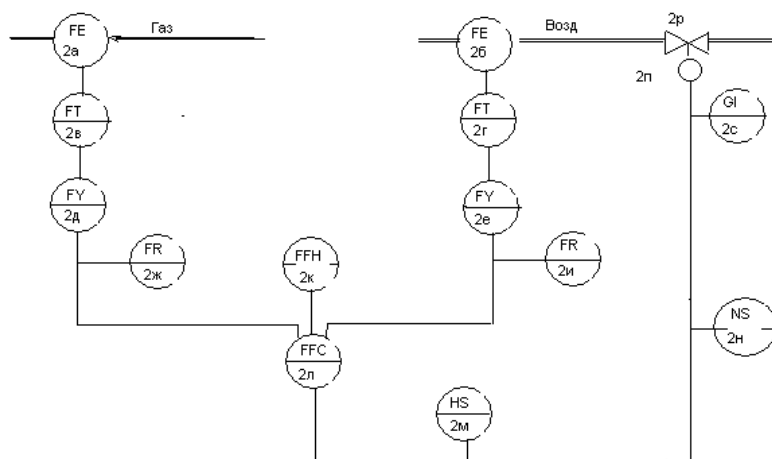 Газ
Возд
2р
FE
2а
FE
2б
2п
GI
2с
FT
2в
FT
2г
FY
2д
FY
2е
FR
2ж
FFH
2к
FR
2и
NS
2н
FFC
2л
HS
2м